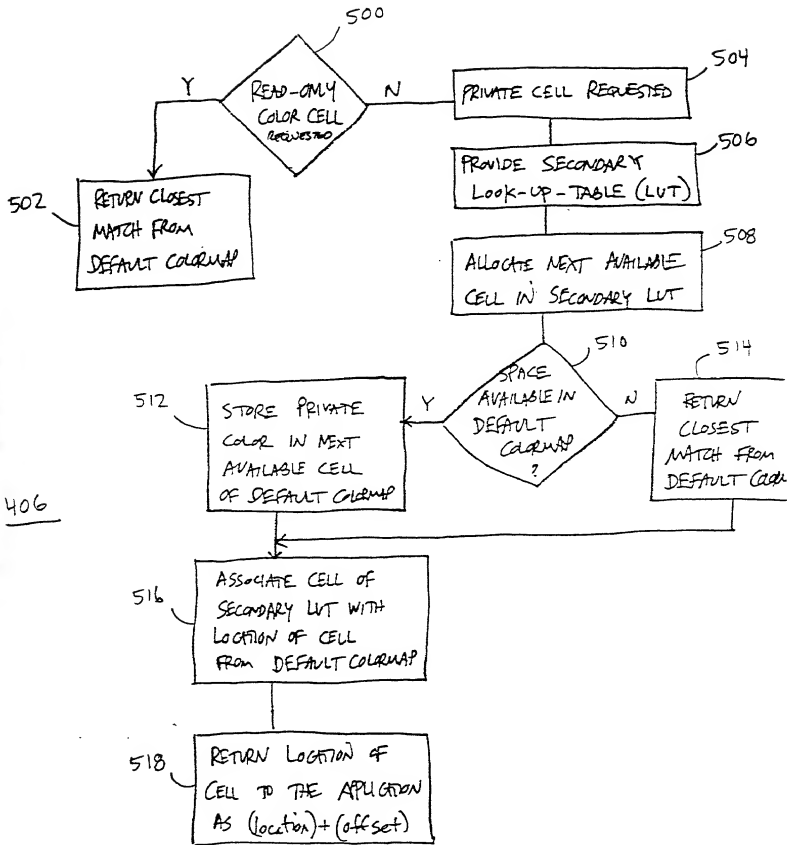 500
Y
READ-ONLY
COLOR CELL
REQUESTED
N
PRIVATE CELL REQUESTED
504
506
PROVIDE SECONDARY
LOOK-UP-TABLE (LUT)
502
RETURN CLOSEST
MATCH FROM
DEFAULT COLORMAP
508
ALLOCATE NEXT AVAILABLE
CELL IN SECONDARY LUT
510
SPACE
AVAILABLE IN
DEFAULT
COLORMAP
?
Y
N
514
RETURN
CLOSEST
MATCH FROM
DEFAULT COLOR
512
STORE PRIVATE
COLOR IN NEXT
AVAILABLE CELL
OF DEFAULT COLORMAP
406
516
ASSOCIATE CELL OF
SECONDARY LUT WITH
LOCATION OF CELL
FROM DEFAULT COLORMAP
518
RETURN LOCATION OF
CELL TO THE APPLICATION
AS (location)+(offset)